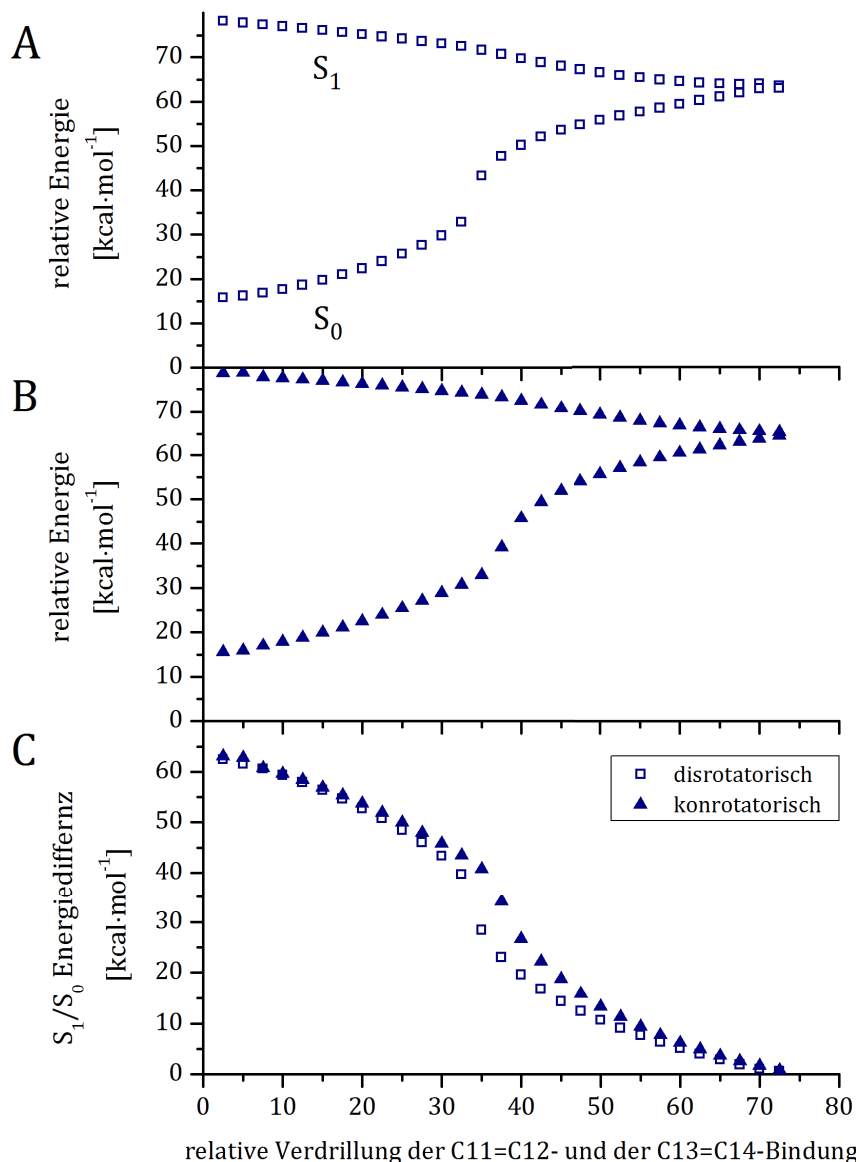 A
relative Energie
[kcal·mol⁻¹]
70
60
50
40
30
20
10
0
S₁
S₀
B
relative Energie
[kcal·mol⁻¹]
70
60
50
40
30
20
10
0
C
S₁/S₀ Energiediffernz
[kcal·mol⁻¹]
60
50
40
30
20
10
0
disrotatorisch
konrotatorisch
0 10 20 30 40 50 60 70 80
relative Verdrillung der C11=C12- und der C13=C14-Bindung